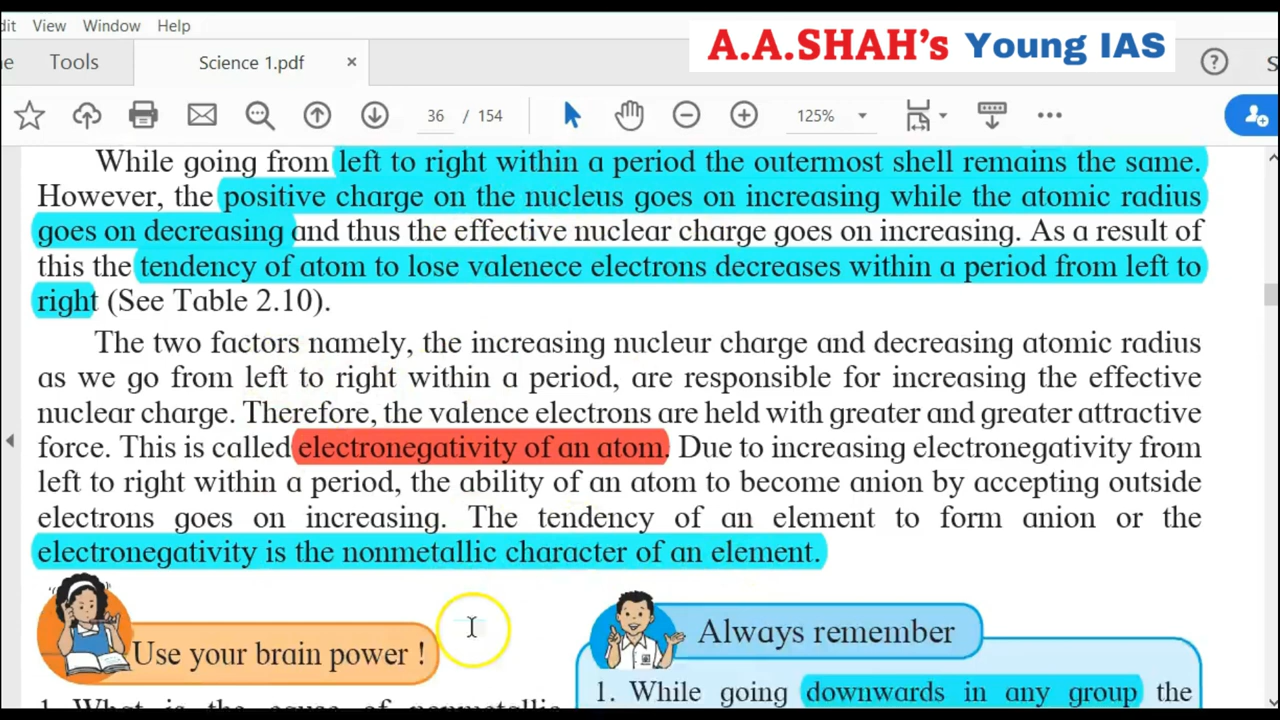 dit View Window Help
A.A.SHAH's Young IAS
Tools Science 1.pdf ×
36 / 154 125%
While going from left to right within a period the outermost shell remains the same.
However, the positive charge on the nucleus goes on increasing while the atomic radius
goes on decreasing and thus the effective nuclear charge goes on increasing. As a result of
this the tendency of atom to lose valenece electrons decreases within a period from left to
right (See Table 2.10).
The two factors namely, the increasing nucleur charge and decreasing atomic radius
as we go from left to right within a period, are responsible for increasing the effective
nuclear charge. Therefore, the valence electrons are held with greater and greater attractive
force. This is called electronegativity of an atom. Due to increasing electronegativity from
left to right within a period, the ability of an atom to become anion by accepting outside
electrons goes on increasing. The tendency of an element to form anion or the
electronegativity is the nonmetallic character of an element.
Use your brain power !
1. What is the cause of nonmetallic
Always remember
1. While going downwards in any group the